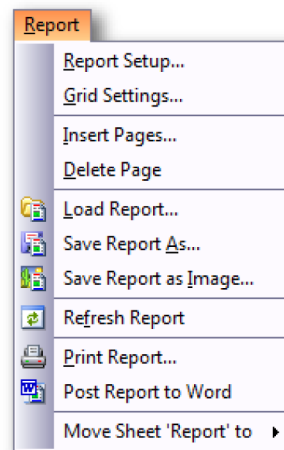 Report
Report Setup...
Grid Settings...
Insert Pages...
Delete Page
Load Report...
Save Report As...
Save Report as Image...
Refresh Report
Print Report...
Post Report to Word
Move Sheet 'Report' to